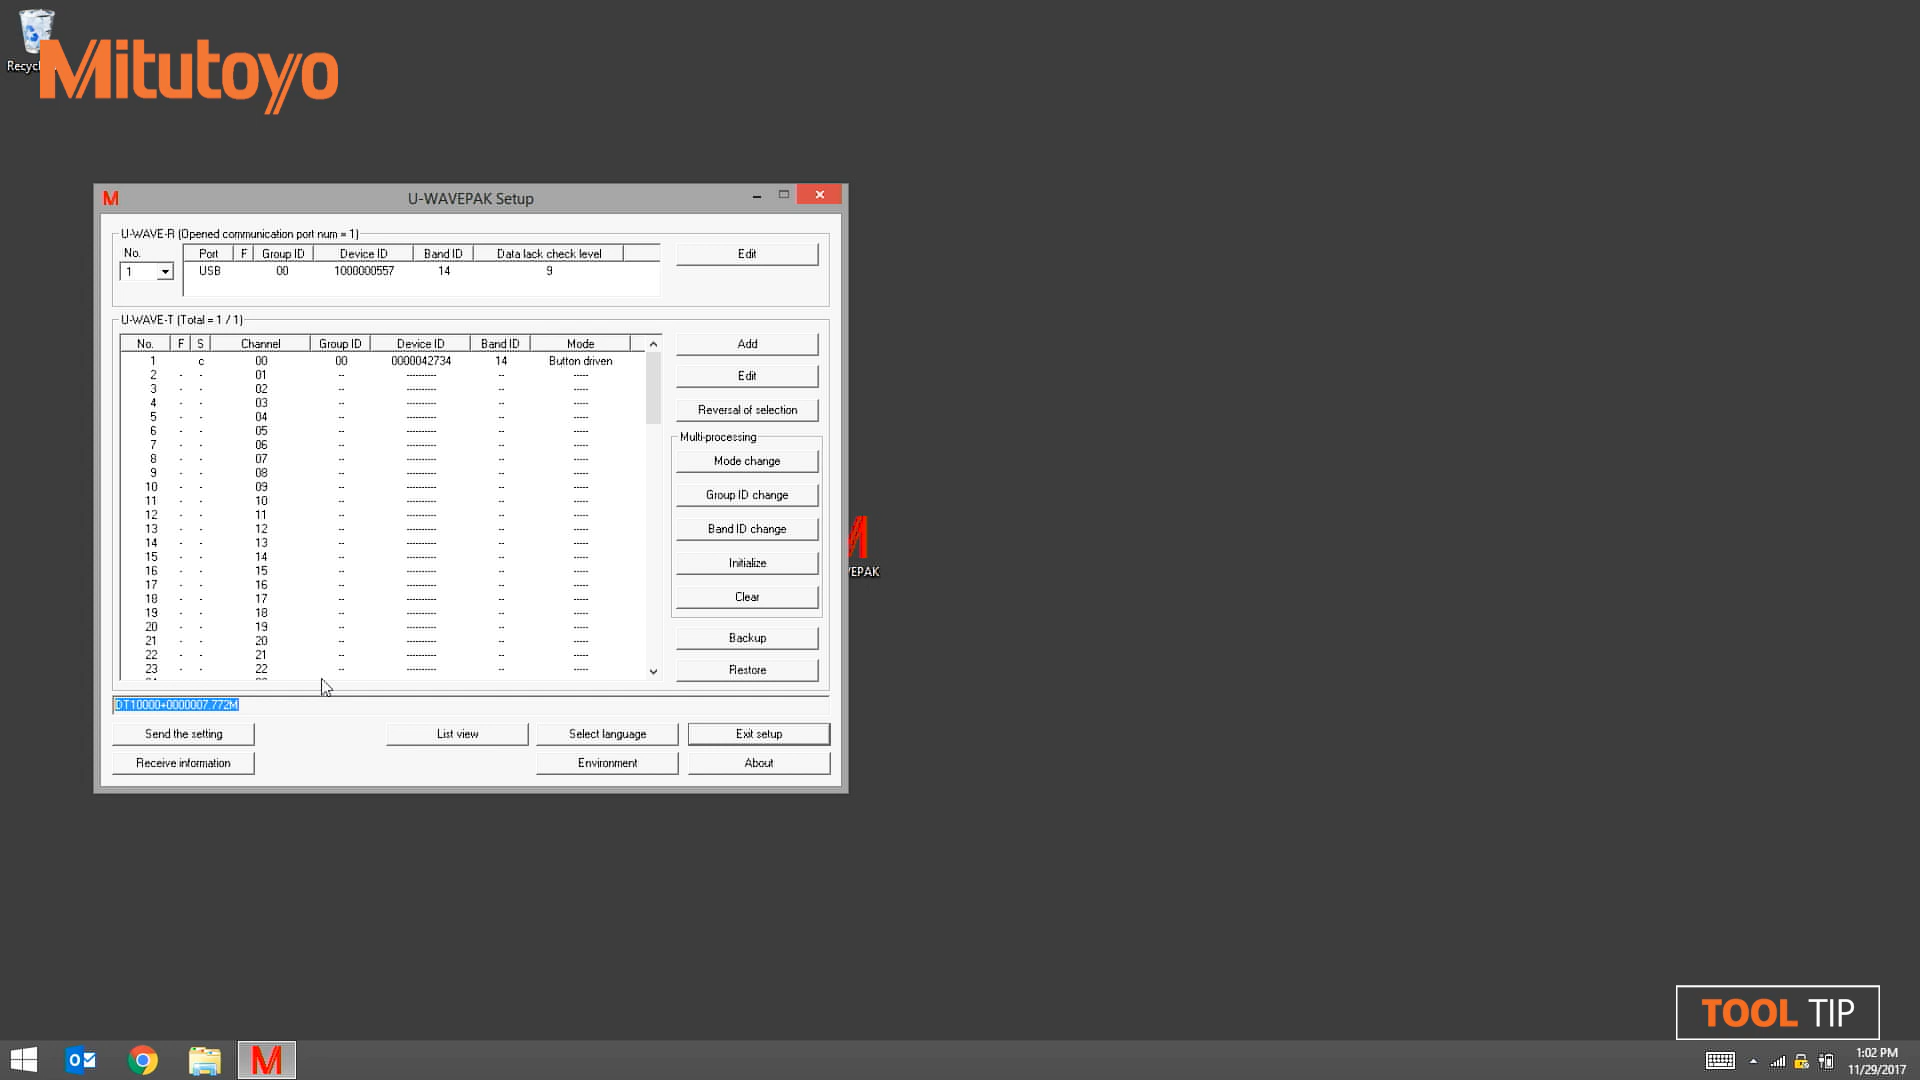 Mitutoyo
U-WAVEPAK Setup
U-WAVE-R (Opened communication port num = 1)
No. Port F Group ID Device ID Band ID Data lack check level Edit
1 USB 00 1000000557 14 9
U-WAVE-T (Total = 1 / 1)
No. F S Channel Group ID Device ID Band ID Mode
1 c 00 00 0000042734 14 Button driven
2 - - 01 -- ---------- -- -----
3 - - 02 -- ---------- -- -----
4 - - 03 -- ---------- -- -----
5 - - 04 -- ---------- -- -----
6 - - 05 -- ---------- -- -----
7 - - 06 -- ---------- -- -----
8 - - 07 -- ---------- -- -----
9 - - 08 -- ---------- -- -----
10 - - 09 -- ---------- -- -----
11 - - 10 -- ---------- -- -----
12 - - 11 -- ---------- -- -----
13 - - 12 -- ---------- -- -----
14 - - 13 -- ---------- -- -----
15 - - 14 -- ---------- -- -----
16 - - 15 -- ---------- -- -----
17 - - 16 -- ---------- -- -----
18 - - 17 -- ---------- -- -----
19 - - 18 -- ---------- -- -----
20 - - 19 -- ---------- -- -----
21 - - 20 -- ---------- -- -----
22 - - 21 -- ---------- -- -----
23 - - 22 -- ---------- -- -----
Add
Edit
Reversal of selection
Multi-processing
Mode change
Group ID change
Band ID change
Initialize
Clear
Backup
Restore
DT10000+0000007.772M
Send the setting List view Select language Exit setup
Receive information Environment About
TOOL TIP
1:02 PM
11/29/2017